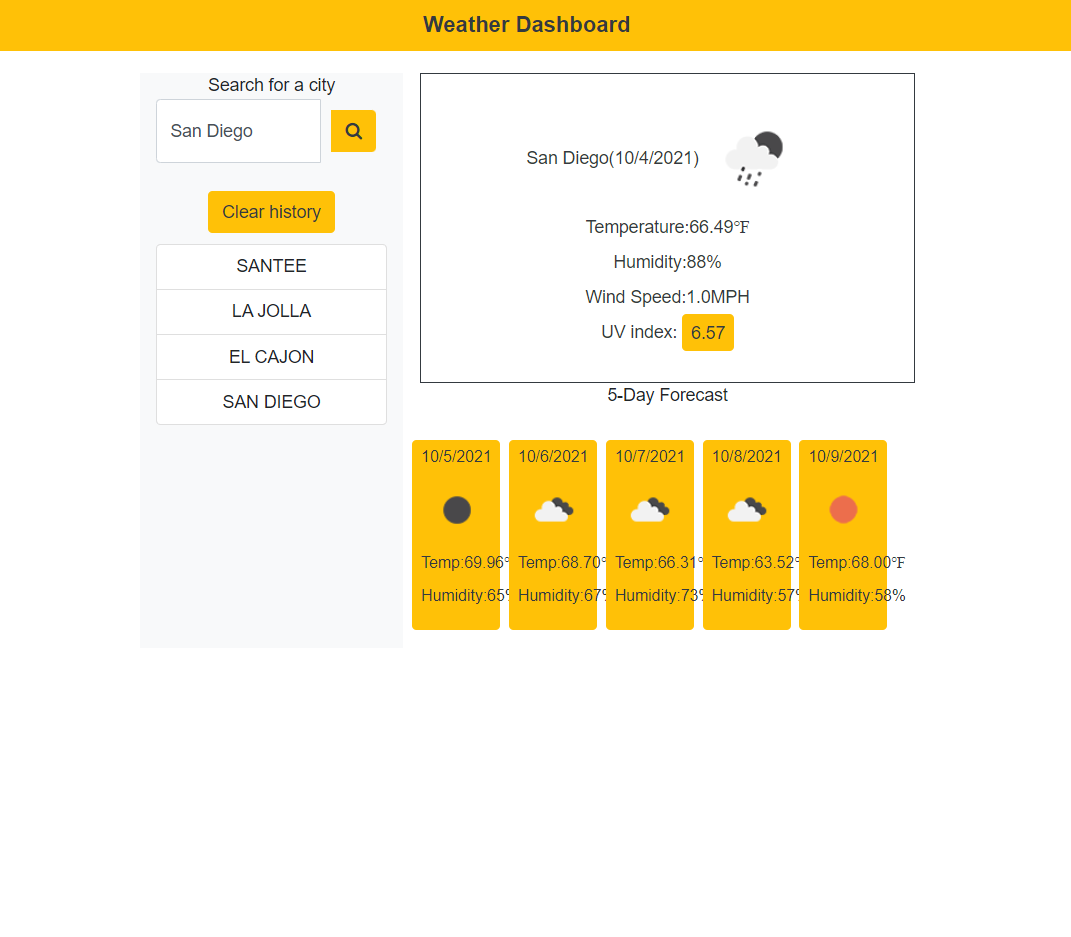 Weather Dashboard
Search for a city
San Diego
Clear history
SANTEE
LA JOLLA
EL CAJON
SAN DIEGO
San Diego(10/4/2021)
Temperature:66.49℉
Humidity:88%
Wind Speed:1.0MPH
UV index: 6.57
5-Day Forecast
10/5/2021 10/6/2021 10/7/2021 10/8/2021 10/9/2021
Temp:69.96° Temp:68.70° Temp:66.31° Temp:63.52° Temp:68.00℉
Humidity:65% Humidity:67% Humidity:73% Humidity:57% Humidity:58%